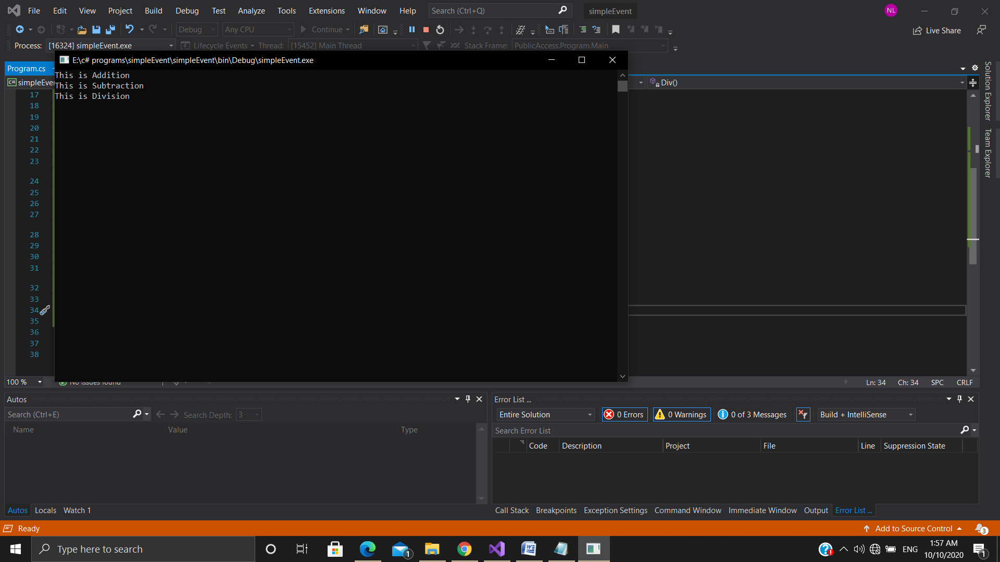 File Edit View Project Build Debug Test Analyze Tools Extensions Window Help Search (Ctrl+Q) simpleEvent NL
Debug Any CPU Continue Live Share
Process: [16324] simpleEvent.exe Lifecycle Events Thread: [15452] Main Thread Stack Frame: PublicAccess.Program.Main
E:\c# programs\simpleEvent\simpleEvent\bin\Debug\simpleEvent.exe
Program.cs
This is Addition
This is Subtraction
This is Division
C# simpleEve
Div()
Solution Explorer
Team Explorer
17
18
19
20
21
22
23
24
25
26
27
28
29
30
31
32
33
34
35
36
37
38
100 % No issues found Ln: 34 Ch: 34 SPC CRLF
Autos
Search (Ctrl+E) Search Depth: 3
Name Value Type
Autos Locals Watch 1
Error List ...
Entire Solution 0 Errors 0 Warnings 0 of 3 Messages Build + IntelliSense
Search Error List
Code Description Project File Line Suppression State
Call Stack Breakpoints Exception Settings Command Window Immediate Window Output Error List ...
Ready Add to Source Control 3
Type here to search 1 ENG 1:57 AM
10/10/2020 1